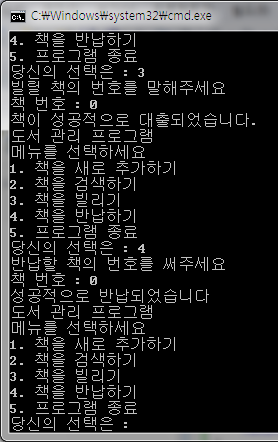 C:₩Windows₩system32₩cmd.exe
4. 책을 반납하기
5. 프로그램 종료
당신의 선택은 : 3
빌릴 책의 번호를 말해주세요
책 번호 : 0
책이 성공적으로 대출되었습니다.
도서 관리 프로그램
메뉴를 선택하세요
1. 책을 새로 추가하기
2. 책을 검색하기
3. 책을 빌리기
4. 책을 반납하기
5. 프로그램 종료
당신의 선택은 : 4
반납할 책의 번호를 써주세요
책 번호 : 0
성공적으로 반납되었습니다
도서 관리 프로그램
메뉴를 선택하세요
1. 책을 새로 추가하기
2. 책을 검색하기
3. 책을 빌리기
4. 책을 반납하기
5. 프로그램 종료
당신의 선택은 :